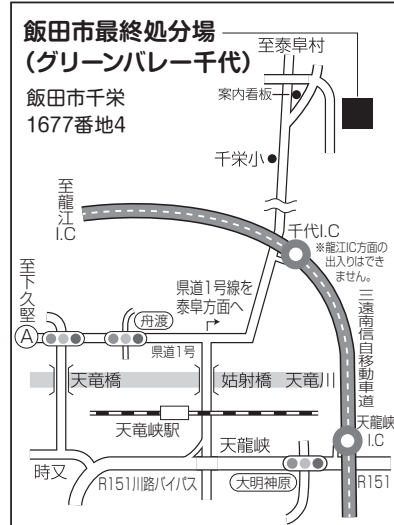 飯田市最終処分場
（グリーンバレー千代）
飯田市千栄
1677番地4
至泰阜村
案内看板
千栄小
至龍江I.C
千代I.C
※龍江IC方面の
出入りはでき
ません。
至下久堅
県道1号線を
泰阜方面へ
三遠南信自動車道
舟渡
A
県道1号
天竜橋
姑射橋
天竜川
天竜峡駅
天龍峡
I.C
天龍峡
時又
R151川路バイパス
大明神原
R151